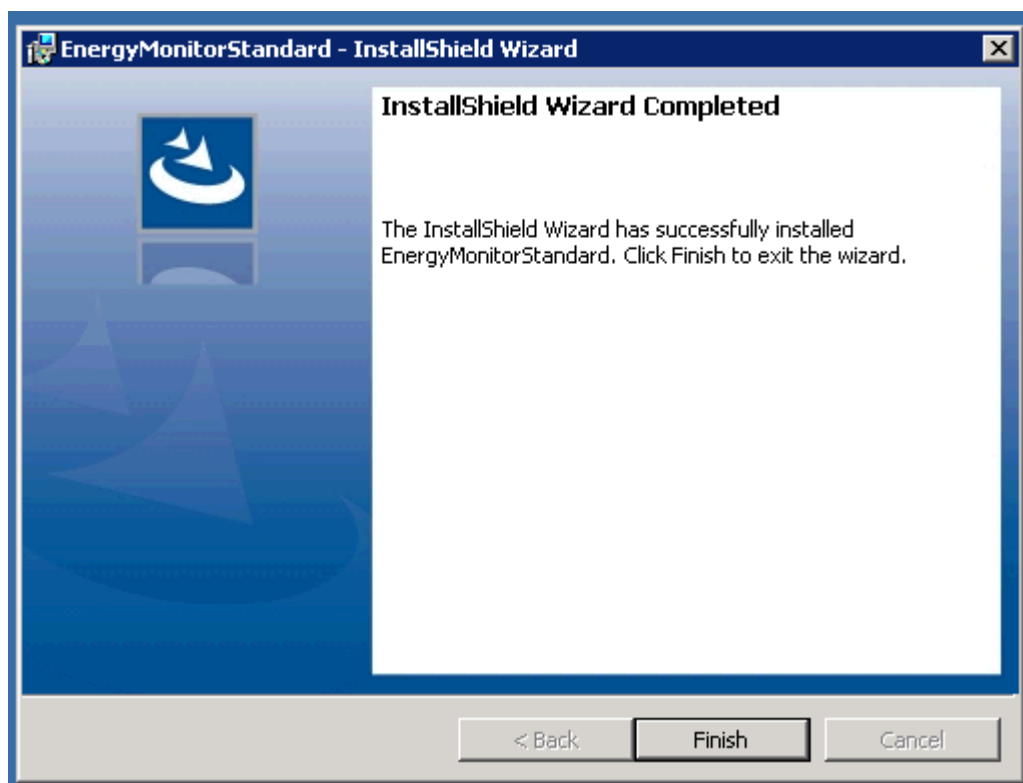 EnergyMonitorStandard - InstallShield Wizard
InstallShield Wizard Completed
The InstallShield Wizard has successfully installed
EnergyMonitorStandard. Click Finish to exit the wizard.
< Back
Finish
Cancel